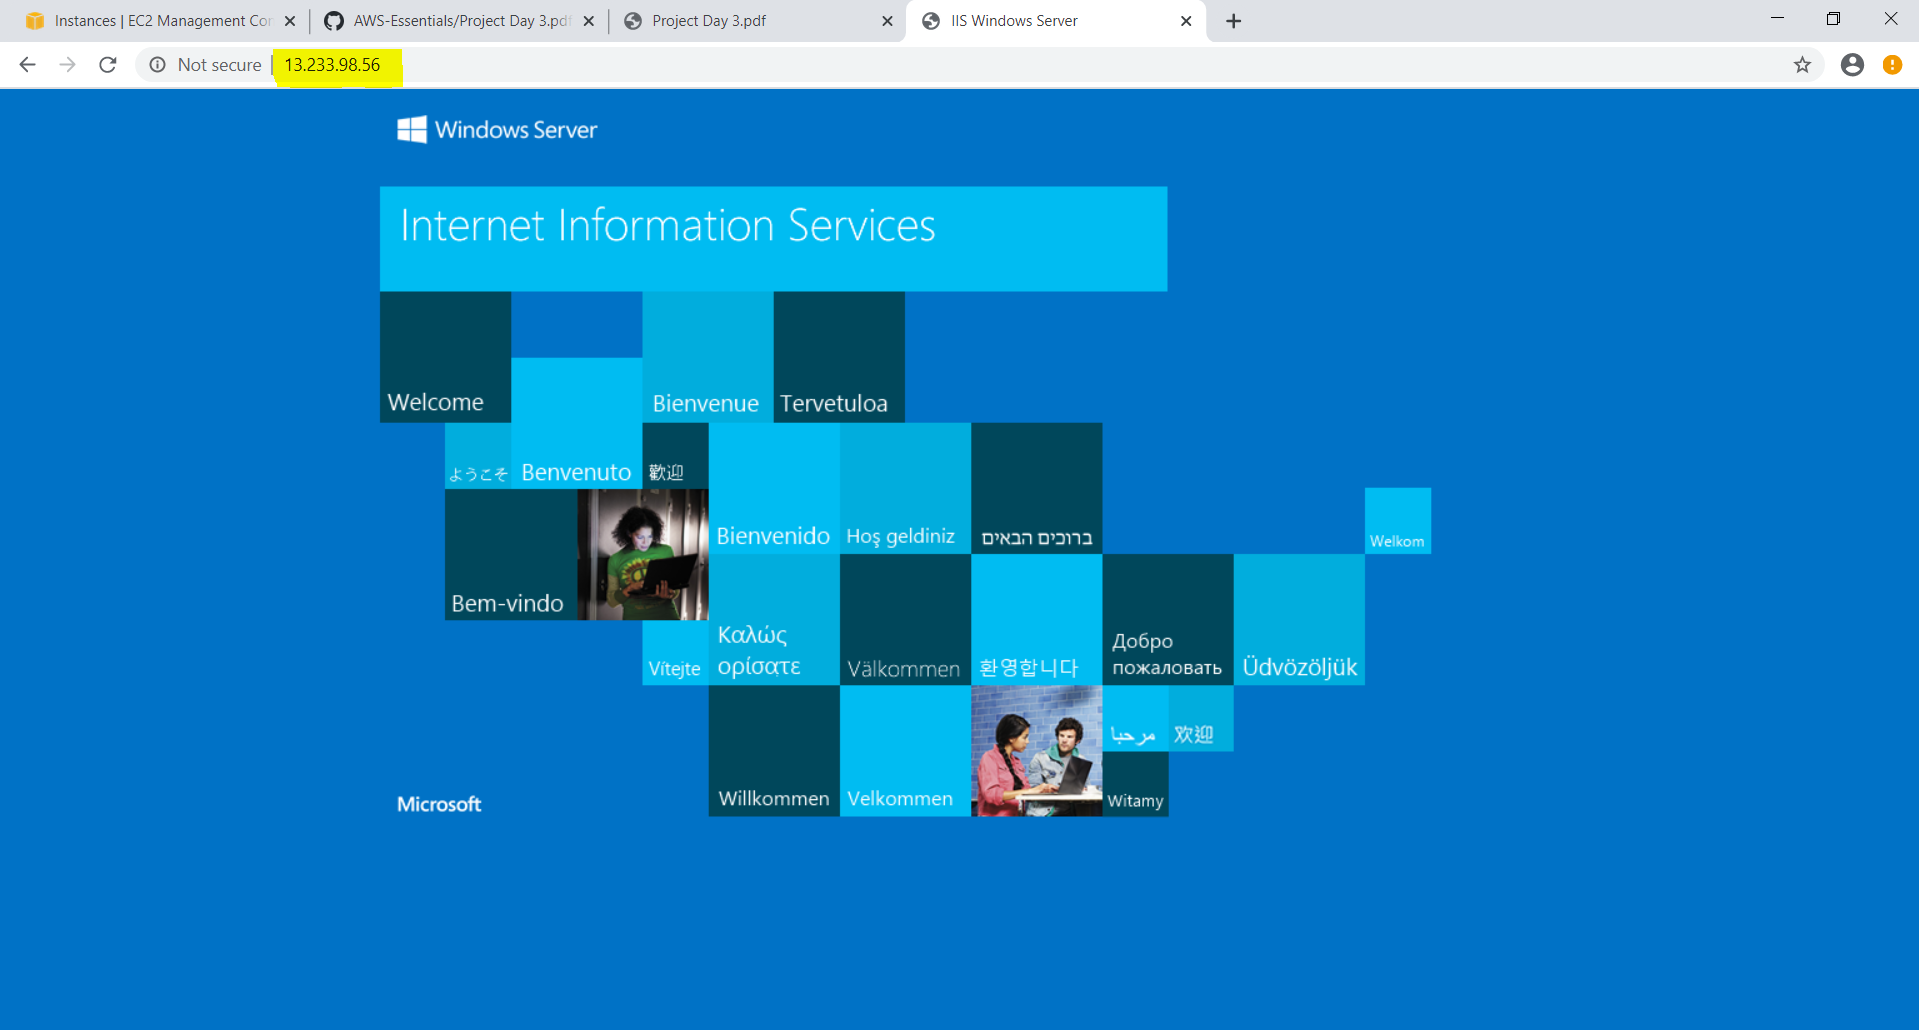 Instances | EC2 Management Con
AWS-Essentials/Project Day 3.pdf
Project Day 3.pdf
IIS Windows Server
Not secure | 13.233.98.56
Windows Server
Internet Information Services
Welcome
Bienvenue
Tervetuloa
ようこそ
Benvenuto
歡迎
Bienvenido
Hoş geldiniz
ברוכים הבאים
Welkom
Bem-vindo
Vítejte
Καλώς
ορίσατε
Välkommen
환영합니다
Добро
пожаловать
Üdvözöljük
Willkommen
Velkommen
مرحبا
欢迎
Witamy
Microsoft